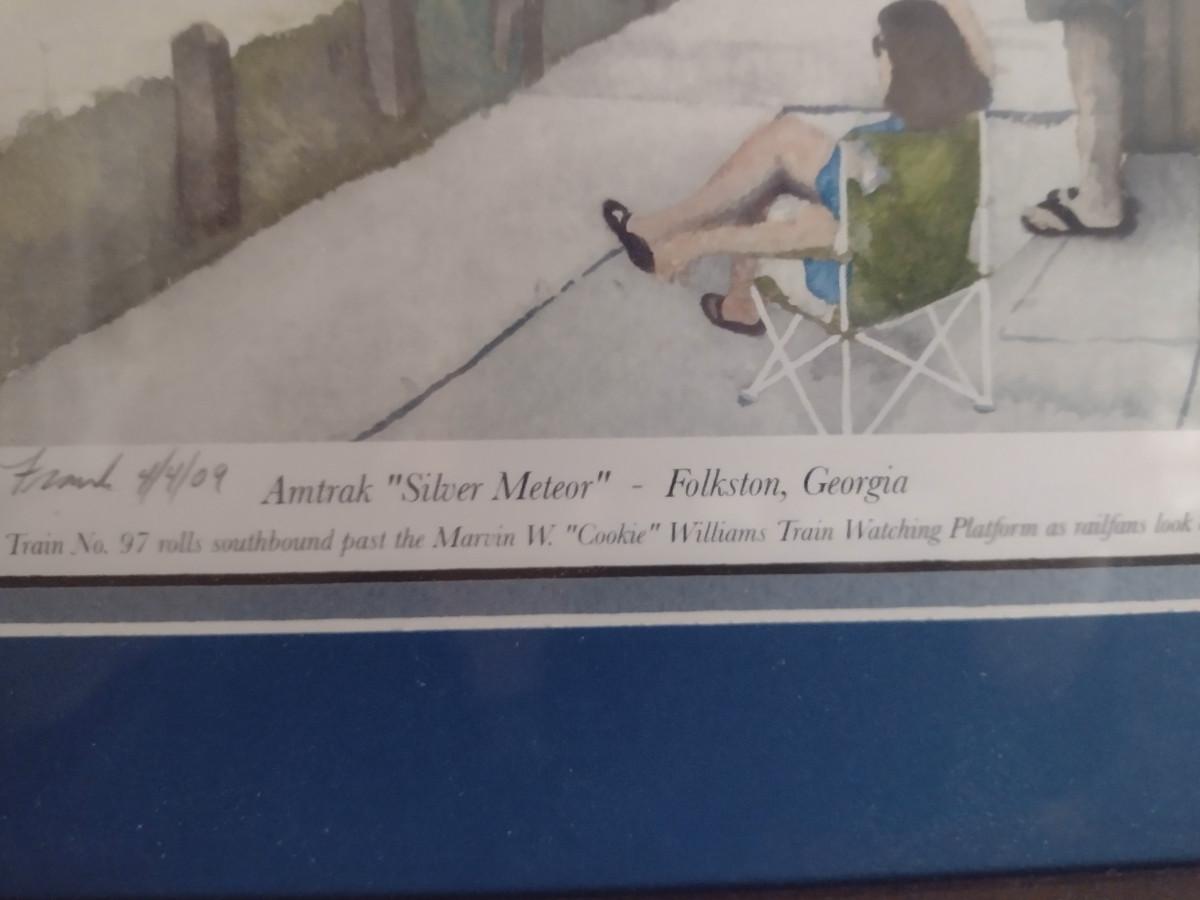 Frank 4/4/09 Amtrak "Silver Meteor" - Folkston, Georgia
Train No. 97 rolls southbound past the Marvin W. "Cookie" Williams Train Watching Platform as railfans look